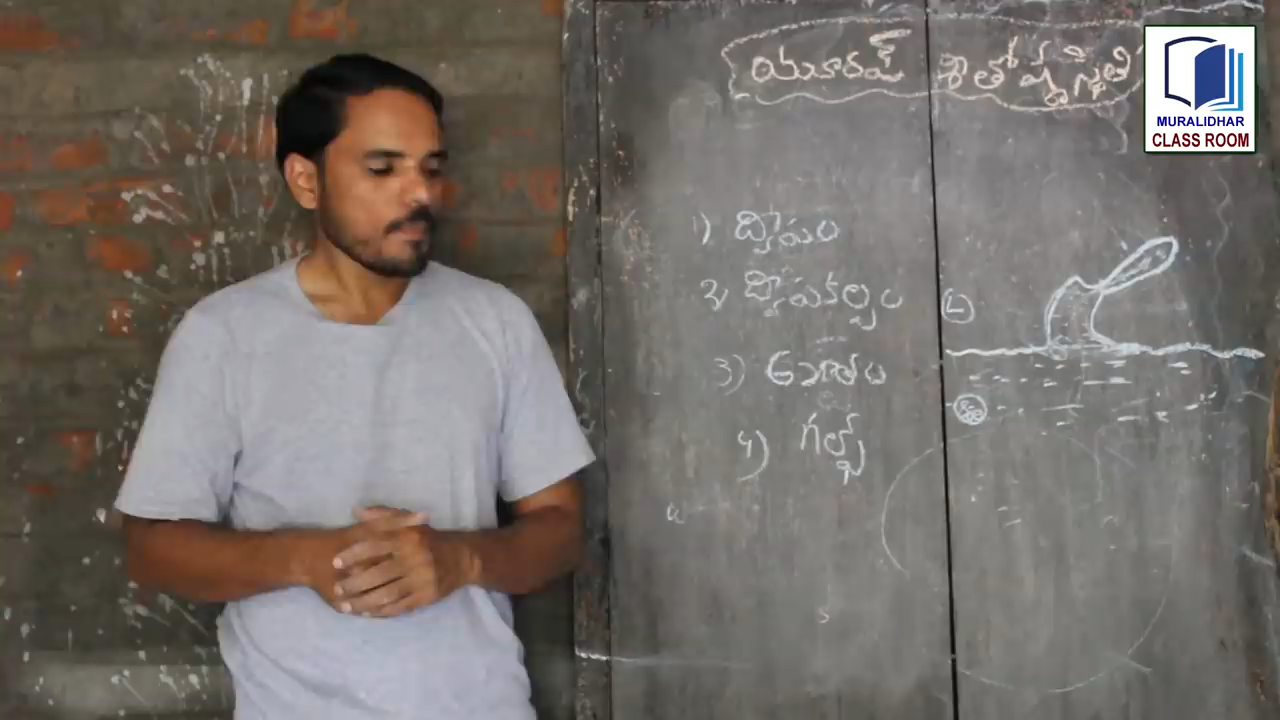 యూరప్ శీతోష్ణస్థితి
MURALIDHAR
CLASS ROOM
1) ద్వీపం
2) ద్వీపకల్పం
3)
4) గల్ఫ్